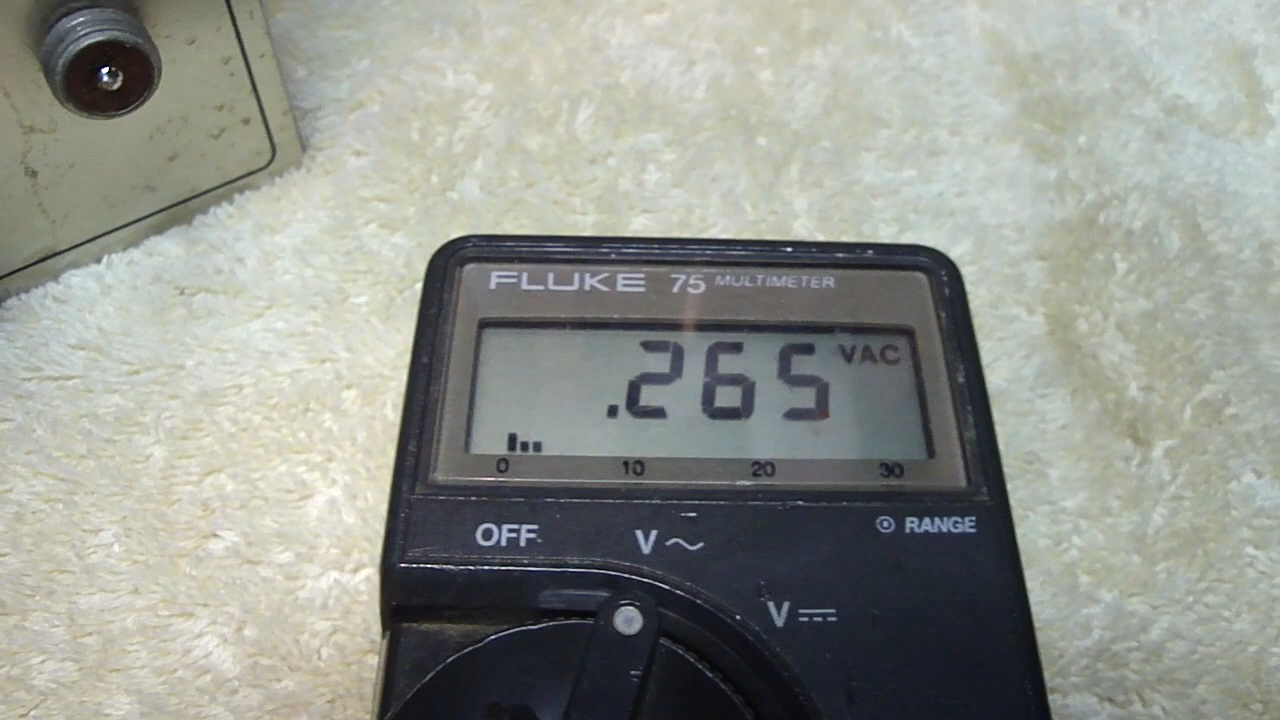 FLUKE 75 MULTIMETER
.265 VAC
0 10 20 30
OFF V~ RANGE
V⎓